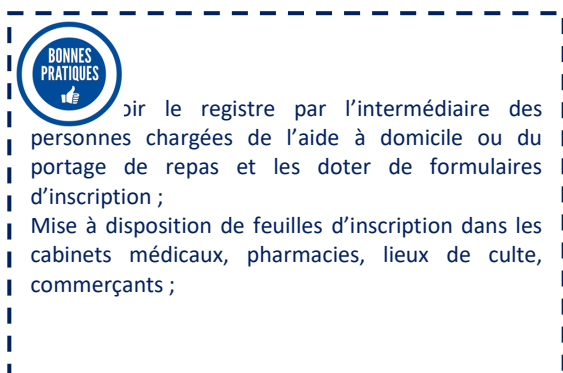 BONNES
PRATIQUES
oir le registre par l’intermédiaire des
personnes chargées de l’aide à domicile ou du
portage de repas et les doter de formulaires
d’inscription ;
Mise à disposition de feuilles d’inscription dans les
cabinets médicaux, pharmacies, lieux de culte,
commerçants ;